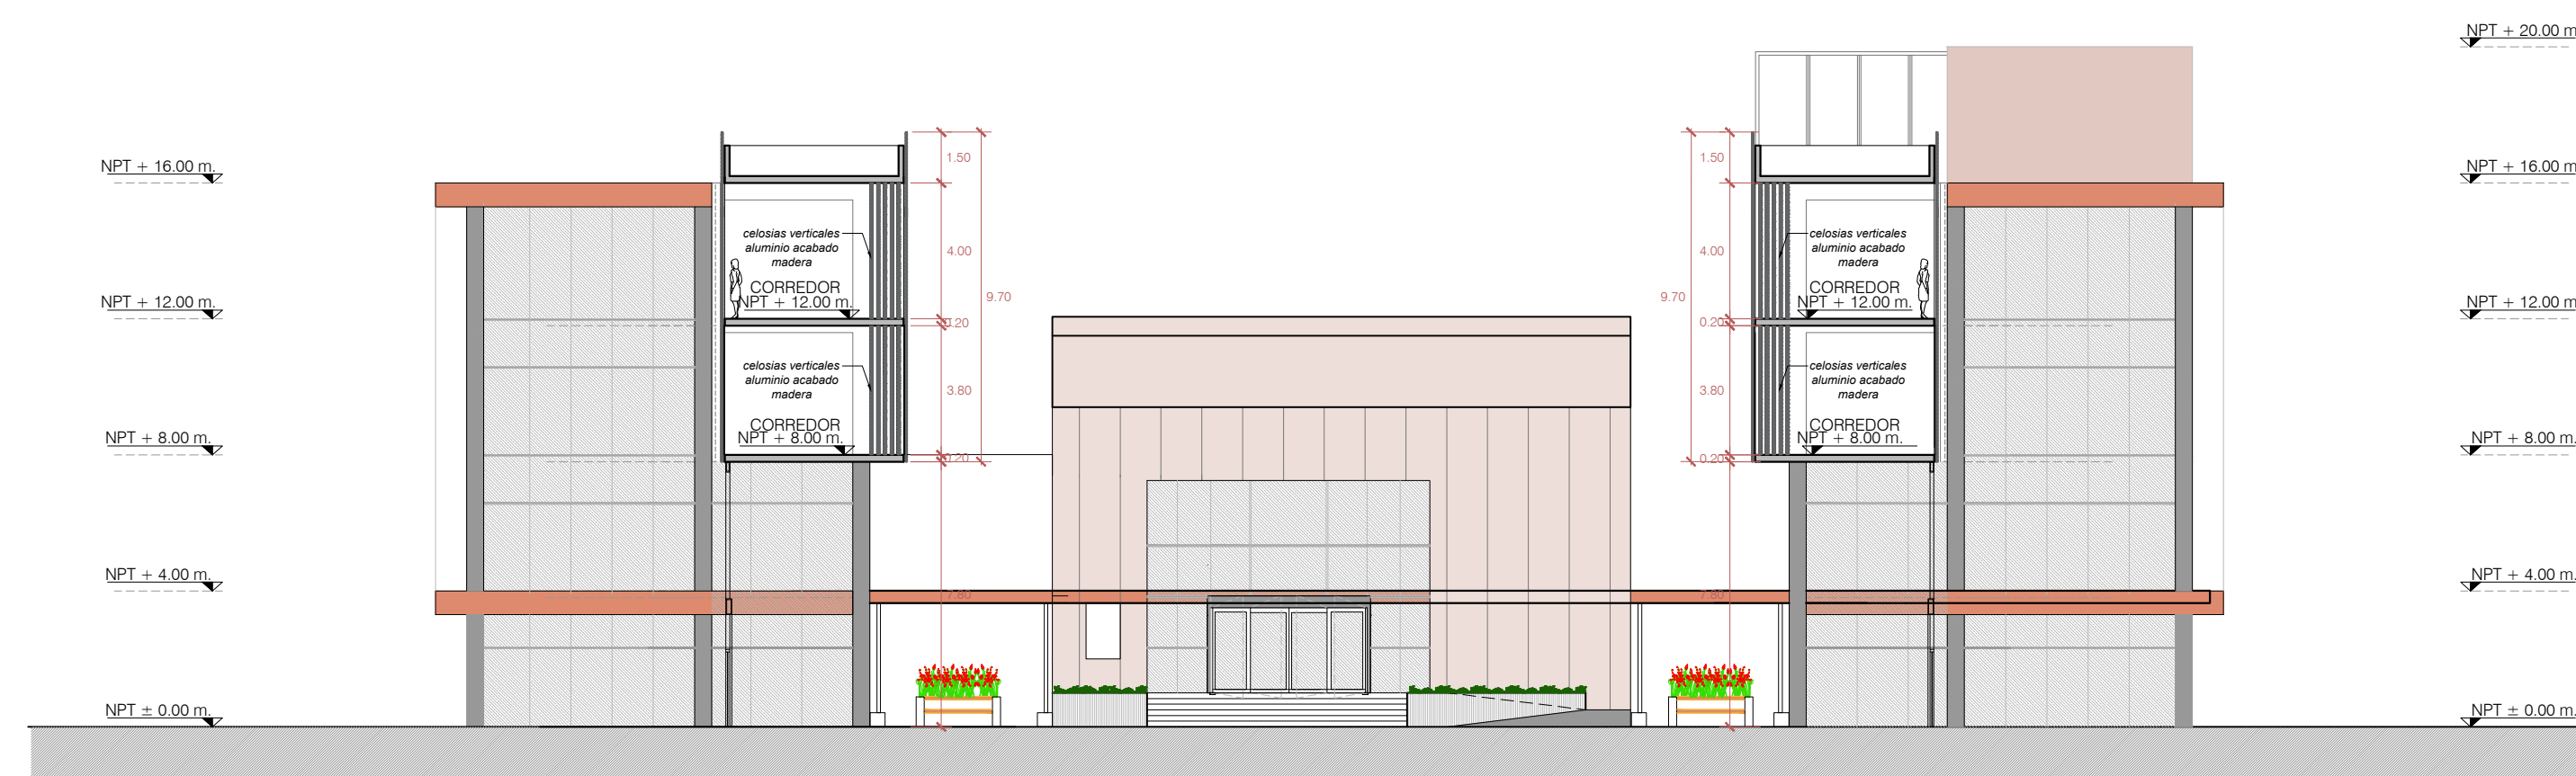 NPT + 20.00 m
NPT + 16.00 m.
1.50
1.50
NPT + 16.00 m
celosias verticales
aluminio acabado
madera
4.00
4.00
celosias verticales
aluminio acabado
madera
CORREDOR
NPT + 12.00 m.
CORREDOR
NPT + 12.00 m.
NPT + 12.00 m.
9.70
9.70
NPT + 12.00 m
0.20
0.20
celosias verticales
aluminio acabado
madera
3.80
3.80
celosias verticales
aluminio acabado
madera
CORREDOR
NPT + 8.00 m.
CORREDOR
NPT + 8.00 m.
NPT + 8.00 m.
NPT + 8.00 m.
0.20
0.20
NPT + 4.00 m.
7.80
7.80
NPT + 4.00 m.
NPT ± 0.00 m.
NPT ± 0.00 m.